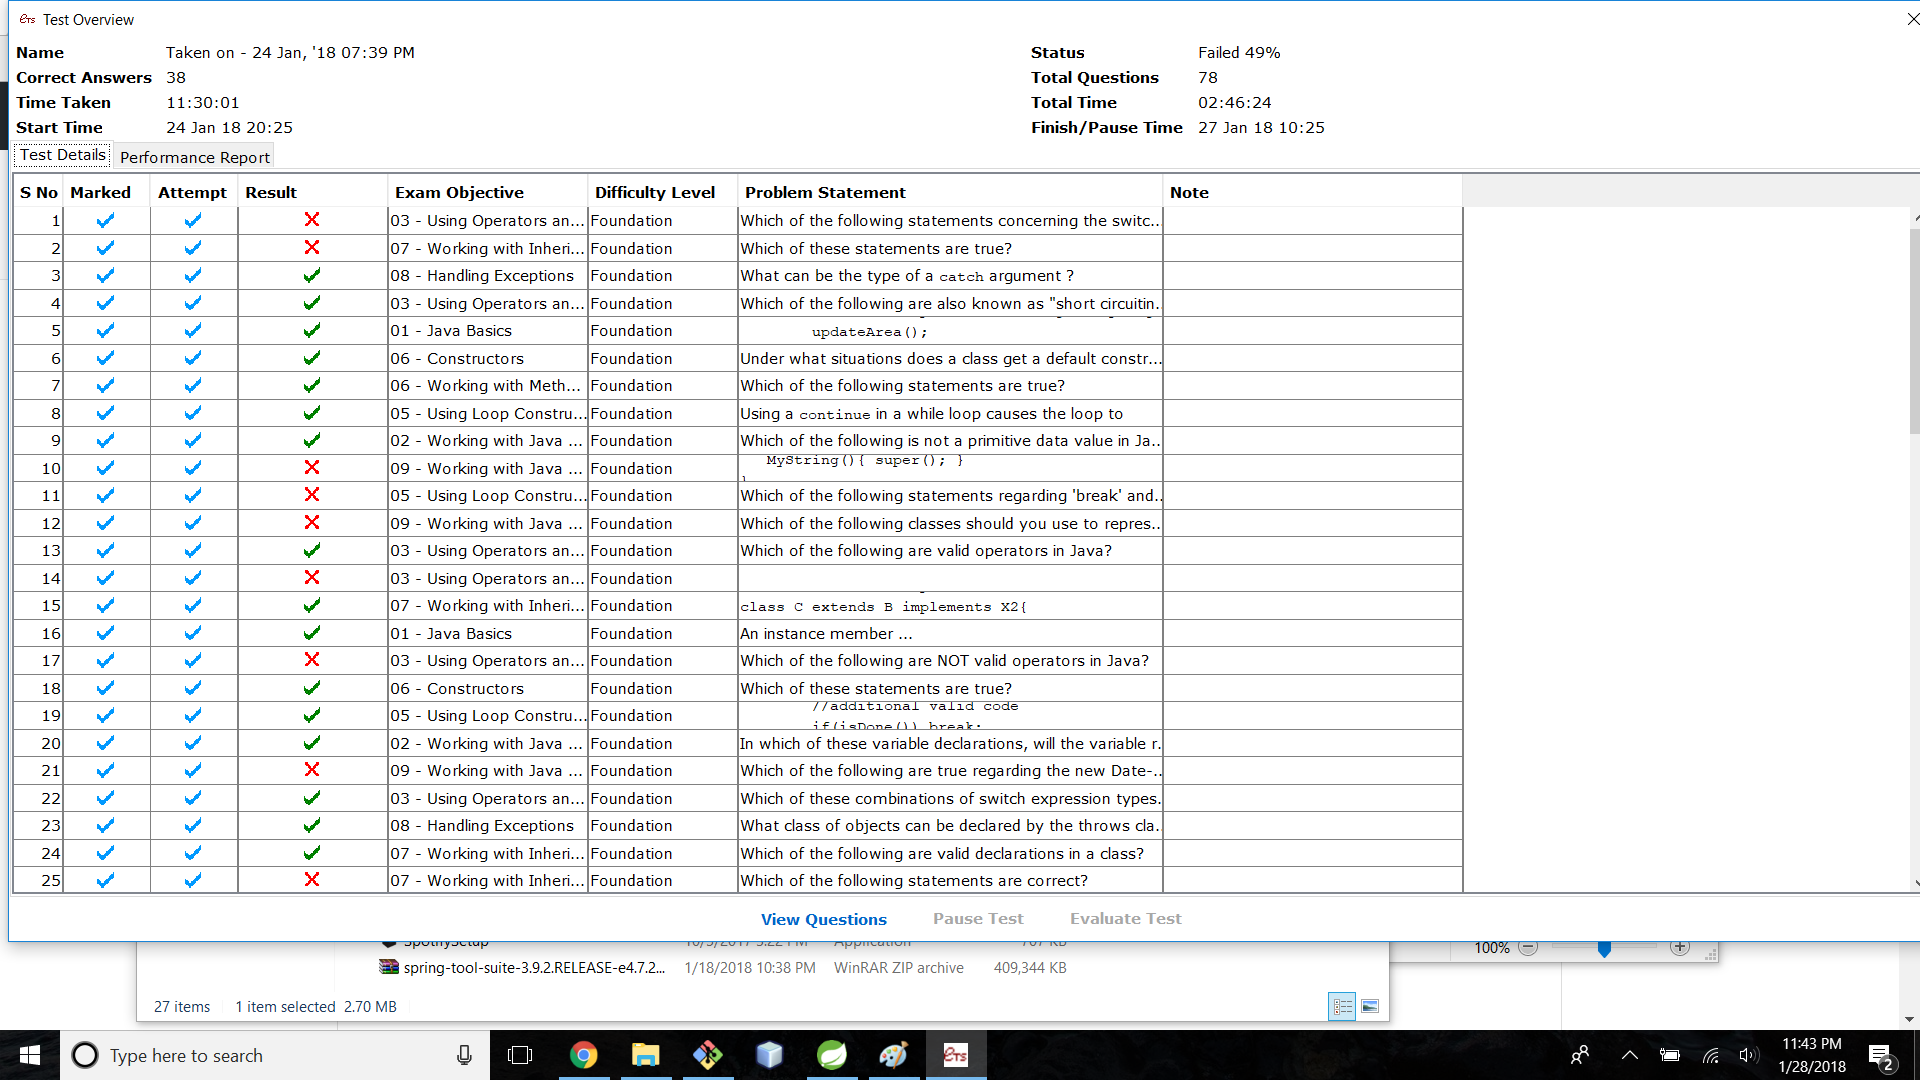 ETS Test Overview
Name Taken on - 24 Jan, '18 07:39 PM Status Failed 49%
Correct Answers 38 Total Questions 78
Time Taken 11:30:01 Total Time 02:46:24
Start Time 24 Jan 18 20:25 Finish/Pause Time 27 Jan 18 10:25
Test Details Performance Report
S No Marked Attempt Result Exam Objective Difficulty Level Problem Statement Note
1 03 - Using Operators an... Foundation Which of the following statements concerning the switc...
2 07 - Working with Inheri... Foundation Which of these statements are true?
3 08 - Handling Exceptions Foundation What can be the type of a catch argument ?
4 03 - Using Operators an... Foundation Which of the following are also known as "short circuitin..
5 01 - Java Basics Foundation updateArea();
6 06 - Constructors Foundation Under what situations does a class get a default constr...
7 06 - Working with Meth... Foundation Which of the following statements are true?
8 05 - Using Loop Constru... Foundation Using a continue in a while loop causes the loop to
9 02 - Working with Java ... Foundation Which of the following is not a primitive data value in Ja...
10 09 - Working with Java ... Foundation MyString(){ super(); }
11 05 - Using Loop Constru... Foundation Which of the following statements regarding 'break' and...
12 09 - Working with Java ... Foundation Which of the following classes should you use to repres...
13 03 - Using Operators an... Foundation Which of the following are valid operators in Java?
14 03 - Using Operators an... Foundation
15 07 - Working with Inheri... Foundation class C extends B implements X2{
16 01 - Java Basics Foundation An instance member ...
17 03 - Using Operators an... Foundation Which of the following are NOT valid operators in Java?
18 06 - Constructors Foundation Which of these statements are true?
19 05 - Using Loop Constru... Foundation //additional valid code
if(isDone()) break;
20 02 - Working with Java ... Foundation In which of these variable declarations, will the variable r...
21 09 - Working with Java ... Foundation Which of the following are true regarding the new Date-...
22 03 - Using Operators an... Foundation Which of these combinations of switch expression types...
23 08 - Handling Exceptions Foundation What class of objects can be declared by the throws cla...
24 07 - Working with Inheri... Foundation Which of the following are valid declarations in a class?
25 07 - Working with Inheri... Foundation Which of the following statements are correct?
View Questions Pause Test Evaluate Test
SpotifySetup 10/5/2017 5:22 PM Application 707 KB
100%
spring-tool-suite-3.9.2.RELEASE-e4.7.2... 1/18/2018 10:38 PM WinRAR ZIP archive 409,344 KB
27 items 1 item selected 2.70 MB
Type here to search
ETS
11:43 PM
1/28/2018
2